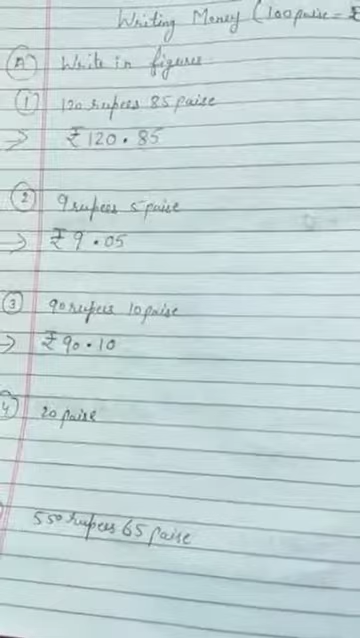 Writing Money (100 paise = ₹
A Write in figures
1 120 rupees 85 paise
→ ₹120.85
2 9 rupees 5 paise
→ ₹9.05
3 90 rupees 10 paise
→ ₹90.10
4 20 paise
550 rupees 65 paise